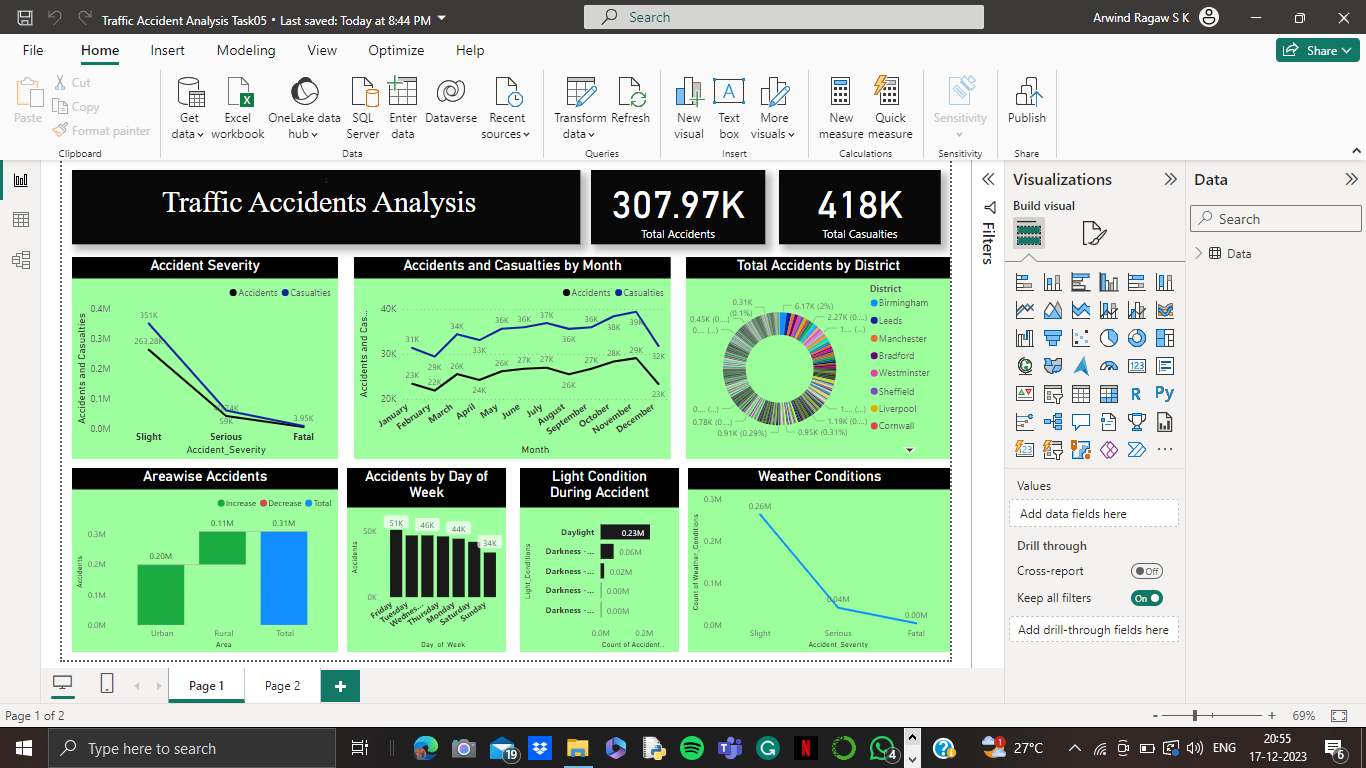 Traffic Accident Analysis Task05 • Last saved: Today at 8:44 PM
Search
Arwind Ragaw S K
File Home Insert Modeling View Optimize Help
Share
Paste
Cut
Copy
Format painter
Get data
Excel workbook
OneLake data hub
SQL Server
Enter data
Dataverse
Recent sources
Transform data
Refresh
New visual
Text box
More visuals
New measure
Quick measure
Sensitivity
Publish
Clipboard
Data
Queries
Insert
Calculations
Sensitivity
Share
Traffic Accidents Analysis
307.97K
Total Accidents
418K
Total Casualties
Accident Severity
Accidents Casualties
Accidents and Casualties
0.4M
0.3M
0.2M
0.1M
0.0M
351K
263.28K
59K
3.95K
Slight Serious Fatal
Accident_Severity
Accidents and Casualties by Month
Accidents Casualties
Accidents and Cas...
40K
30K
20K
31K 29K 34K 33K 36K 36K 37K 36K 36K 38K 39K 32K
23K 22K 26K 24K 26K 27K 27K 26K 27K 28K 29K 23K
January February March April May June July August September October November December
Month
Total Accidents by District
0.31K (0.1%)
6.17K (2%)
0.45K (0....
2.27K (0....
0.... (...)
1.... (...)
0.... (...)
1.... (...)
0.78K (0....)
1.19K (0....)
0.91K (0.29%)
0.95K (0.31%)
District
Birmingham
Leeds
Manchester
Bradford
Westminster
Sheffield
Liverpool
Cornwall
Areawise Accidents
Increase Decrease Total
Accidents
0.3M
0.2M
0.1M
0.0M
0.20M
0.11M
0.31M
Urban Rural Total
Area
Accidents by Day of Week
Accidents
50K
0K
51K 46K 44K 34K
Friday Tuesday Wednes... Thursday Monday Saturday Sunday
Day_of_Week
Light Condition During Accident
Light_Conditions
Daylight 0.23M
Darkness -... 0.06M
Darkness -... 0.02M
Darkness -... 0.00M
Darkness -... 0.00M
0.0M 0.2M
Count of Accident..
Weather Conditions
Count of Weather_Conditions
0.3M
0.2M
0.1M
0.0M
0.26M
0.04M
0.00M
Slight Serious Fatal
Accident_Severity
Filters
Visualizations
Build visual
123
R
Py
123
Values
Add data fields here
Drill through
Cross-report Off
Keep all filters On
Add drill-through fields here
Data
Search
Data
Page 1
Page 2
Page 1 of 2
69%
Type here to search
19
4
1
27°C
ENG
20:55
17-12-2023
6